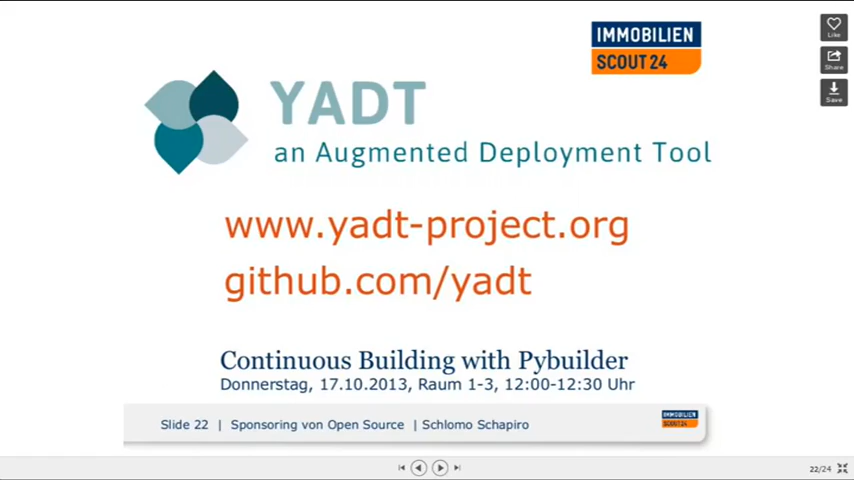 IMMOBILIEN
SCOUT 24
Like
Share
Save
YADT
an Augmented Deployment Tool
www.yadt-project.org
github.com/yadt
Continuous Building with Pybuilder
Donnerstag, 17.10.2013, Raum 1-3, 12:00-12:30 Uhr
Slide 22 | Sponsoring von Open Source | Schlomo Schapiro
IMMOBILIEN
SCOUT24
22/24